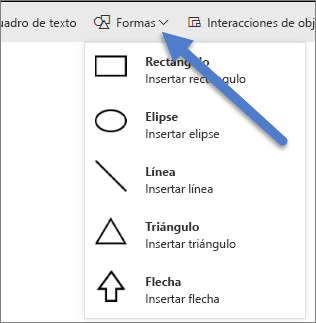 uadro de texto Formas Interacciones de obj
Rectángulo
Insertar rectángulo
Elipse
Insertar elipse
Línea
Insertar línea
Triángulo
Insertar triángulo
Flecha
Insertar flecha